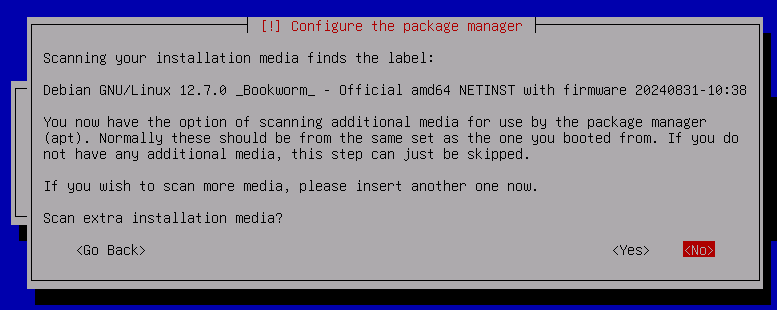 [!] Configure the package manager
Scanning your installation media finds the label:
Debian GNU/Linux 12.7.0 _Bookworm_ - Official amd64 NETINST with firmware 20240831-10:38
You now have the option of scanning additional media for use by the package manager
(apt). Normally these should be from the same set as the one you booted from. If you do
not have any additional media, this step can just be skipped.
If you wish to scan more media, please insert another one now.
Scan extra installation media?
<Go Back> <Yes> <No>